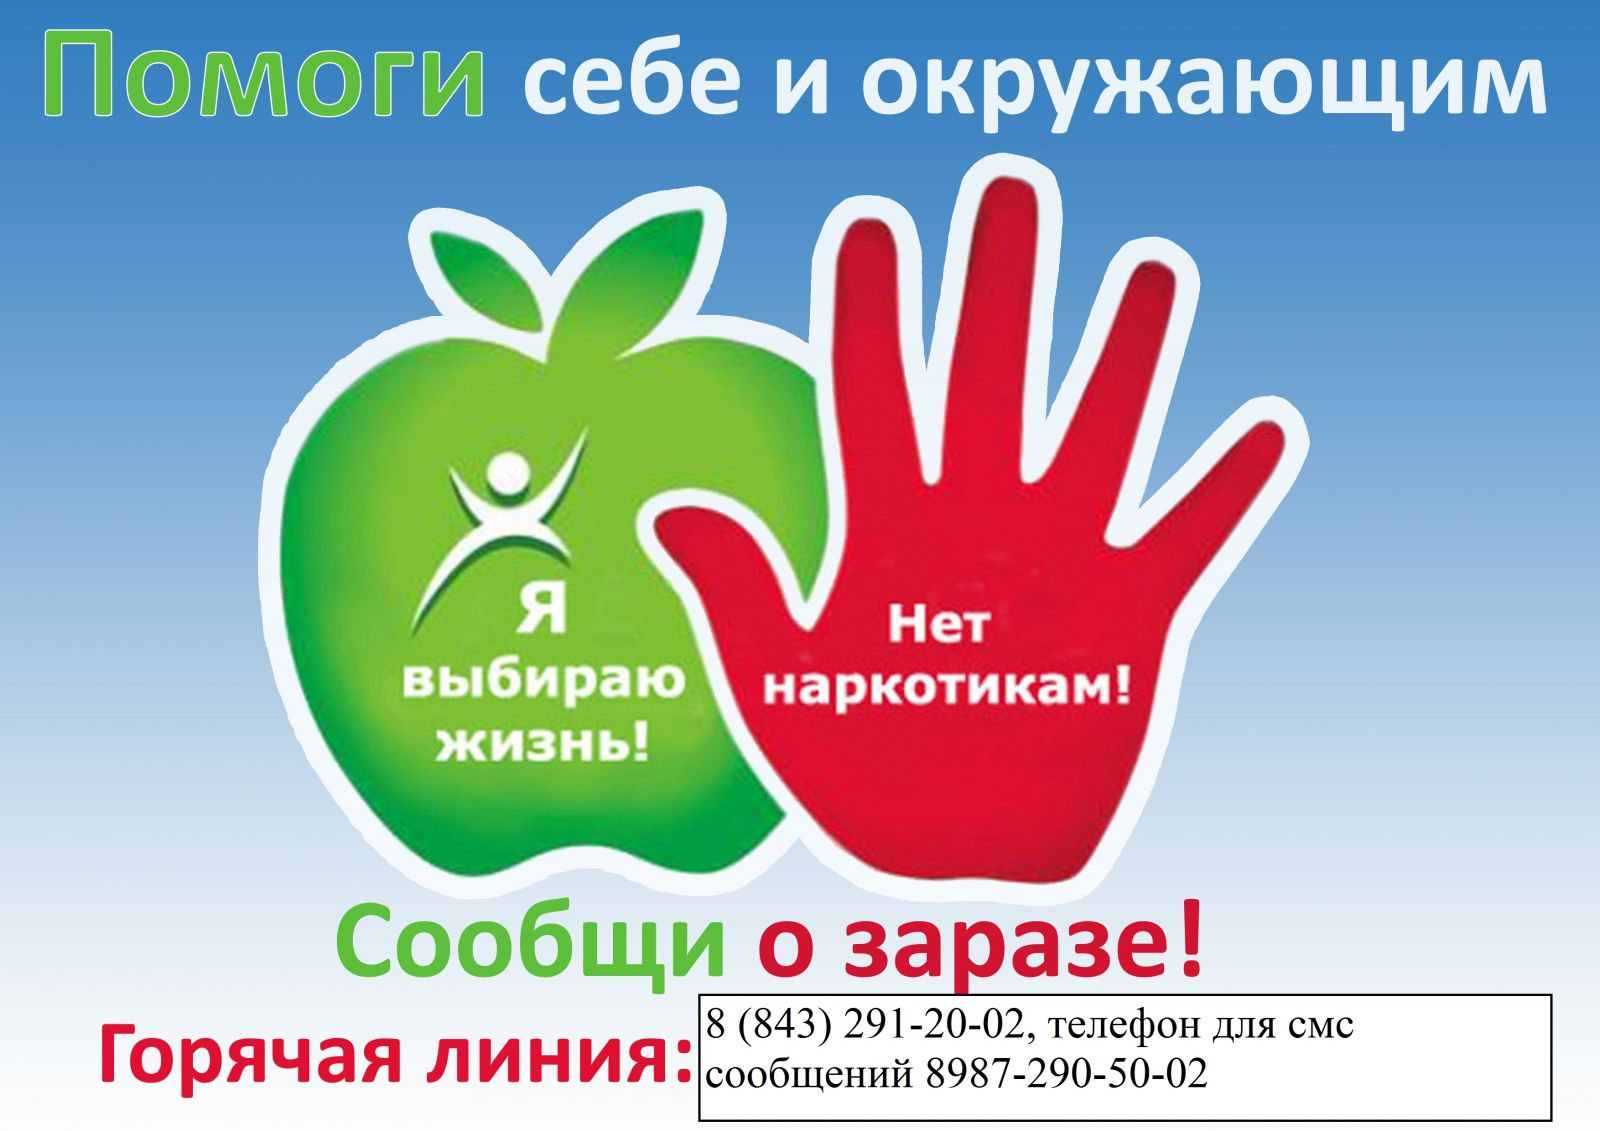 Помоги себе и окружающим
Я
выбираю
жизнь!
Нет
наркотикам!
Сообщи о заразе!
Горячая линия:
8 (843) 291-20-02, телефон для смс
сообщений 8987-290-50-02